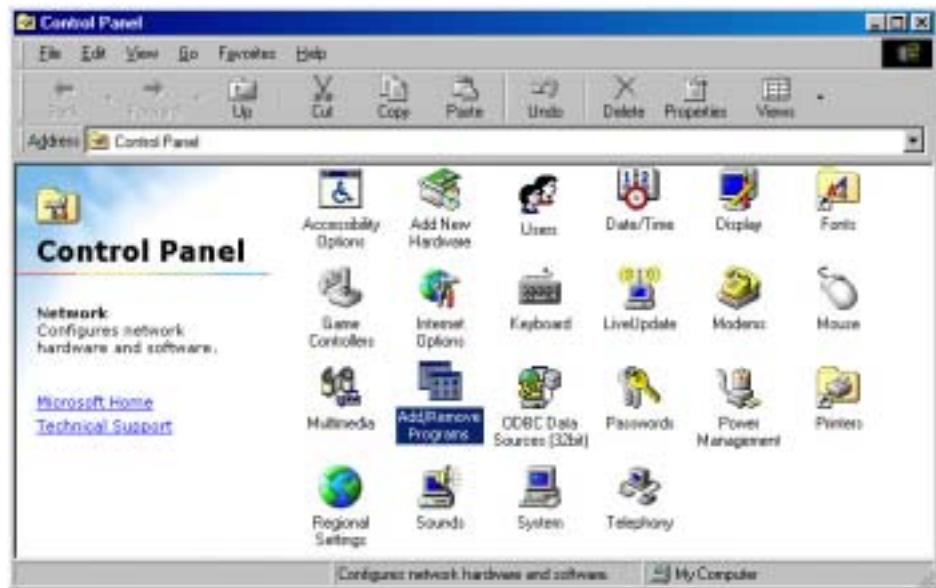 Control Panel
File Edit View Go Favorites Help
Back Forward Up Cut Copy Paste Undo Delete Properties Views
Address Control Panel
Control Panel
Network
Configures network
hardware and software.
Microsoft Home
Technical Support
Accessibility Options
Add New Hardware
Users
Date/Time
Display
Fonts
Game Controllers
Internet Options
Keyboard
LiveUpdate
Modems
Mouse
Multimedia
Add/Remove Programs
ODBC Data Sources (32bit)
Passwords
Power Management
Printers
Regional Settings
Sounds
System
Telephony
Configures network hardware and software. My Computer